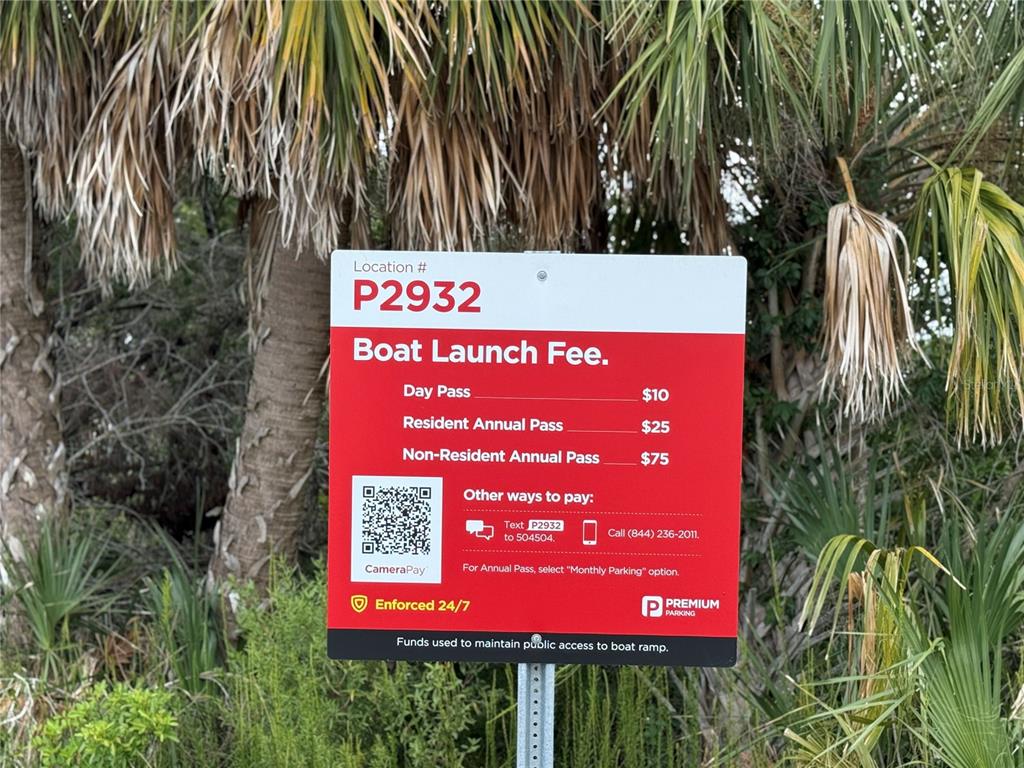 Location #
P2932
Boat Launch Fee.
Day Pass $10
Resident Annual Pass $25
Non-Resident Annual Pass $75
Other ways to pay:
Text P2932
to 504504.
Call (844) 236-2011.
CameraPay
For Annual Pass, select "Monthly Parking" option.
Enforced 24/7
P PREMIUM
PARKING
Funds used to maintain public access to boat ramp.